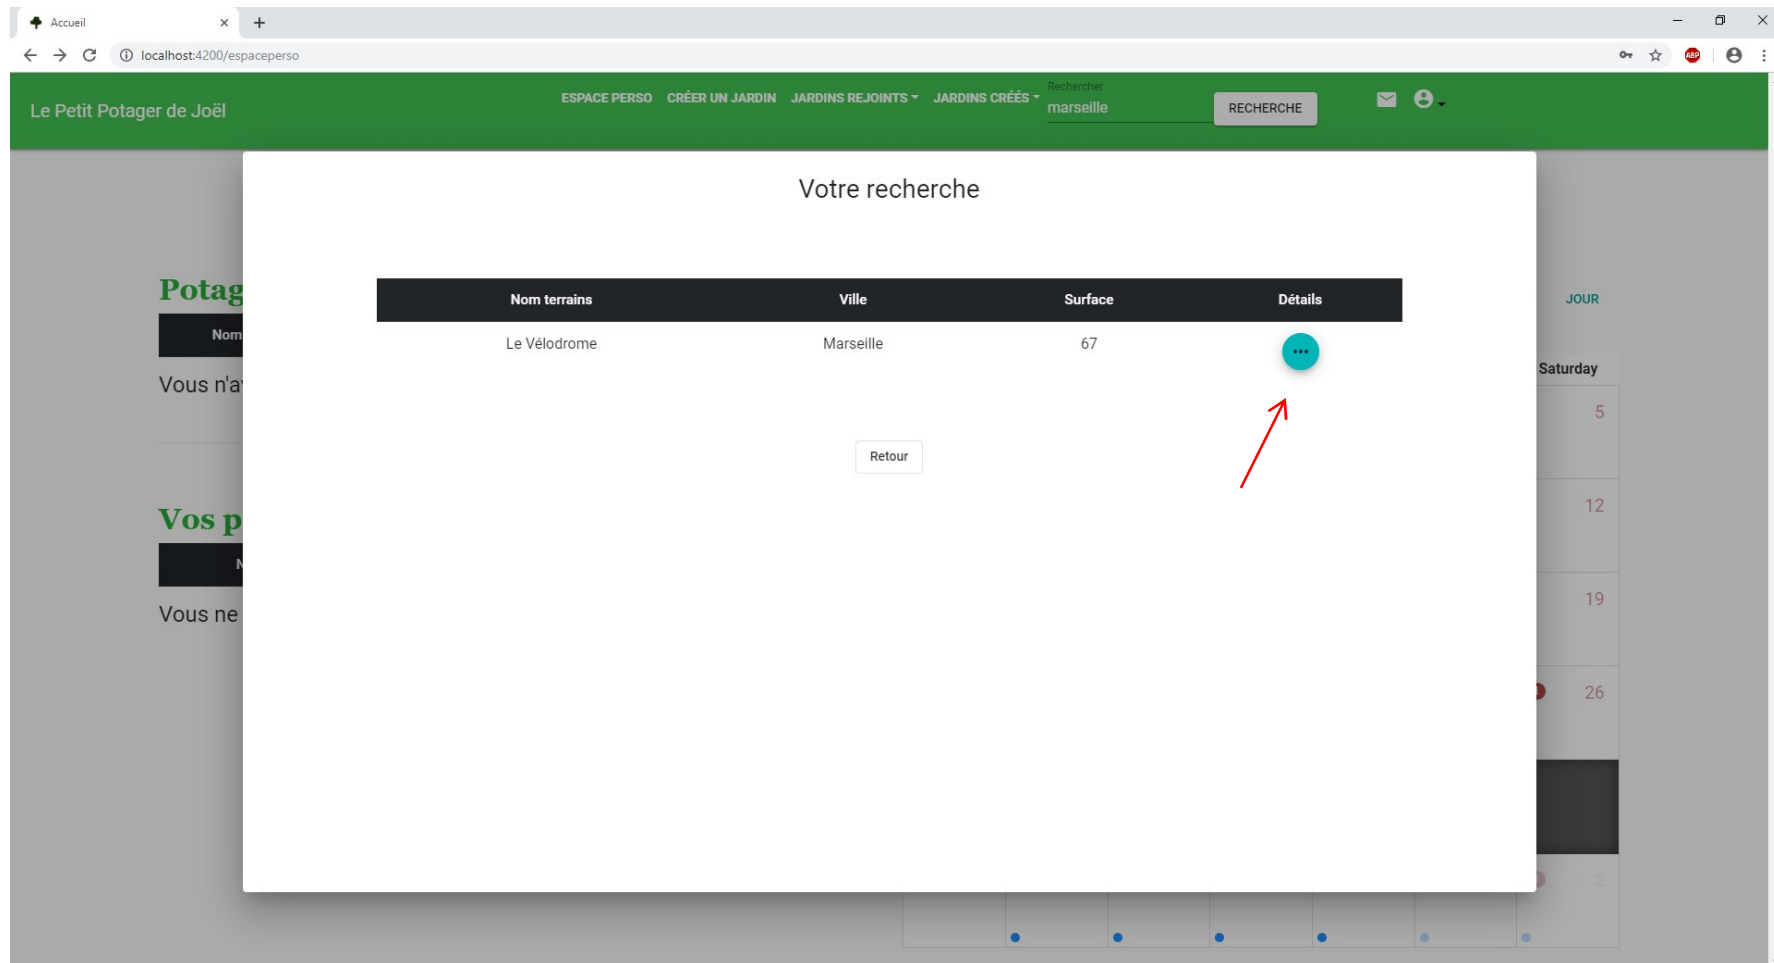 Accueil
localhost:4200/espaceperso
ABP
Le Petit Potager de Joël
ESPACE PERSO CRÉER UN JARDIN JARDINS REJOINTS JARDINS CRÉÉS
Rechercher
marseille
RECHERCHE
Votre recherche
Potag
Nom terrains Ville Surface Détails
JOUR
Nom
Le Vélodrome Marseille 67
Saturday
Vous n'a
5
Retour
12
Vos p
N
19
Vous ne
26
2